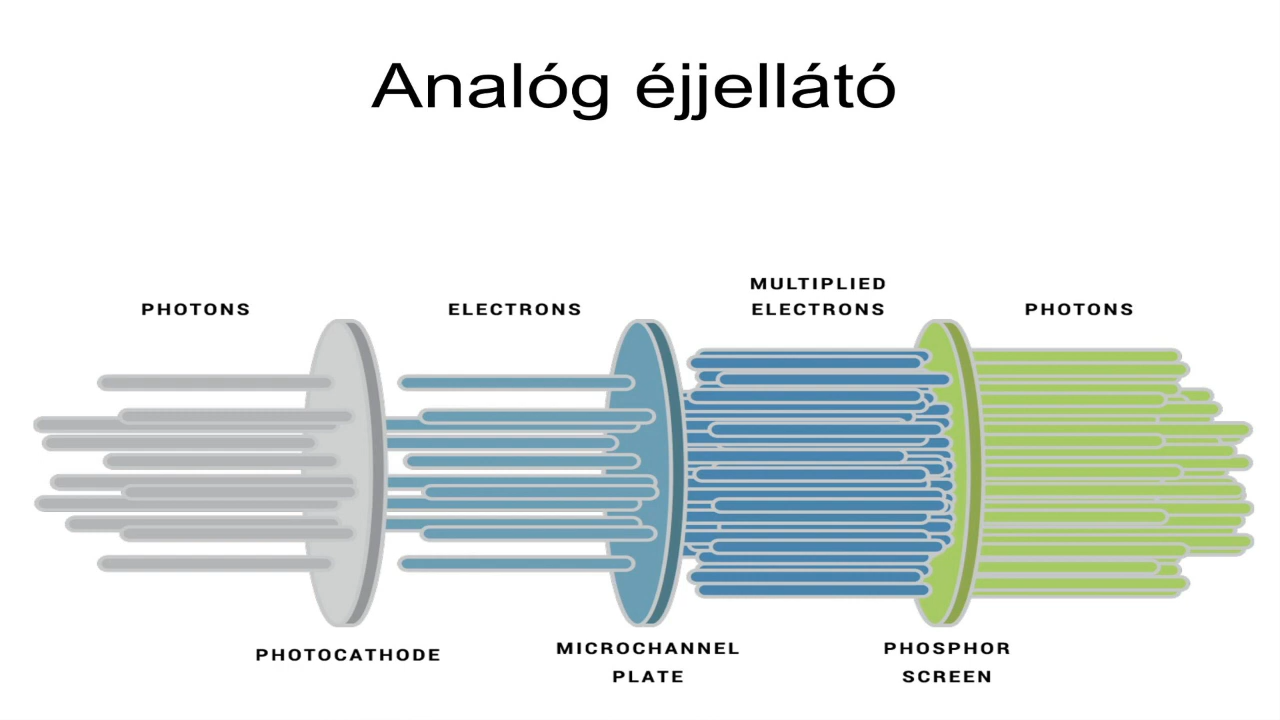 Analóg éjjellátó
PHOTONS
ELECTRONS
MULTIPLIED
ELECTRONS
PHOTONS
PHOTOCATHODE
MICROCHANNEL
PLATE
PHOSPHOR
SCREEN